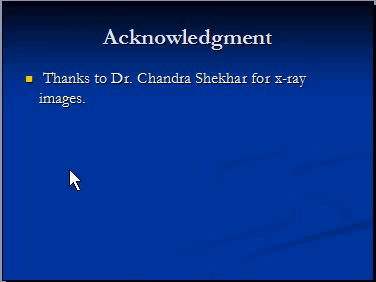 Acknowledgment
Thanks to Dr. Chandra Shekhar for x-ray
images.